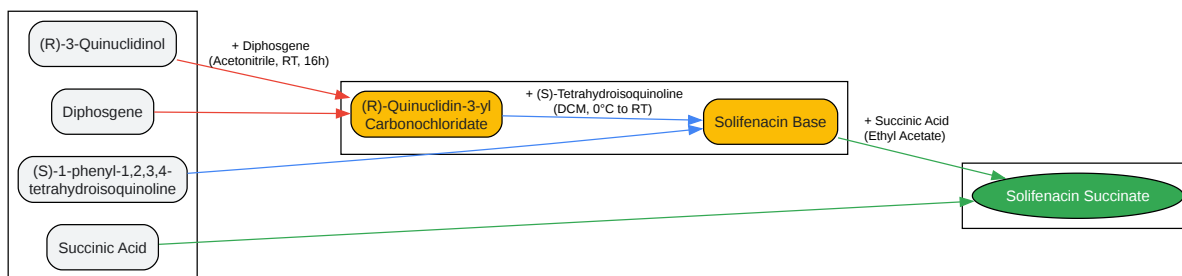 (R)-3-Quinuclidinol
Diphosgene
(S)-1-phenyl-1,2,3,4-
tetrahydroisoquinoline
Succinic Acid
+ Diphosgene
(Acetonitrile, RT, 16h)
(R)-Quinuclidin-3-yl
Carbonochloridate
+ (S)-Tetrahydroisoquinoline
(DCM, 0°C to RT)
Solifenacin Base
+ Succinic Acid
(Ethyl Acetate)
Solifenacin Succinate